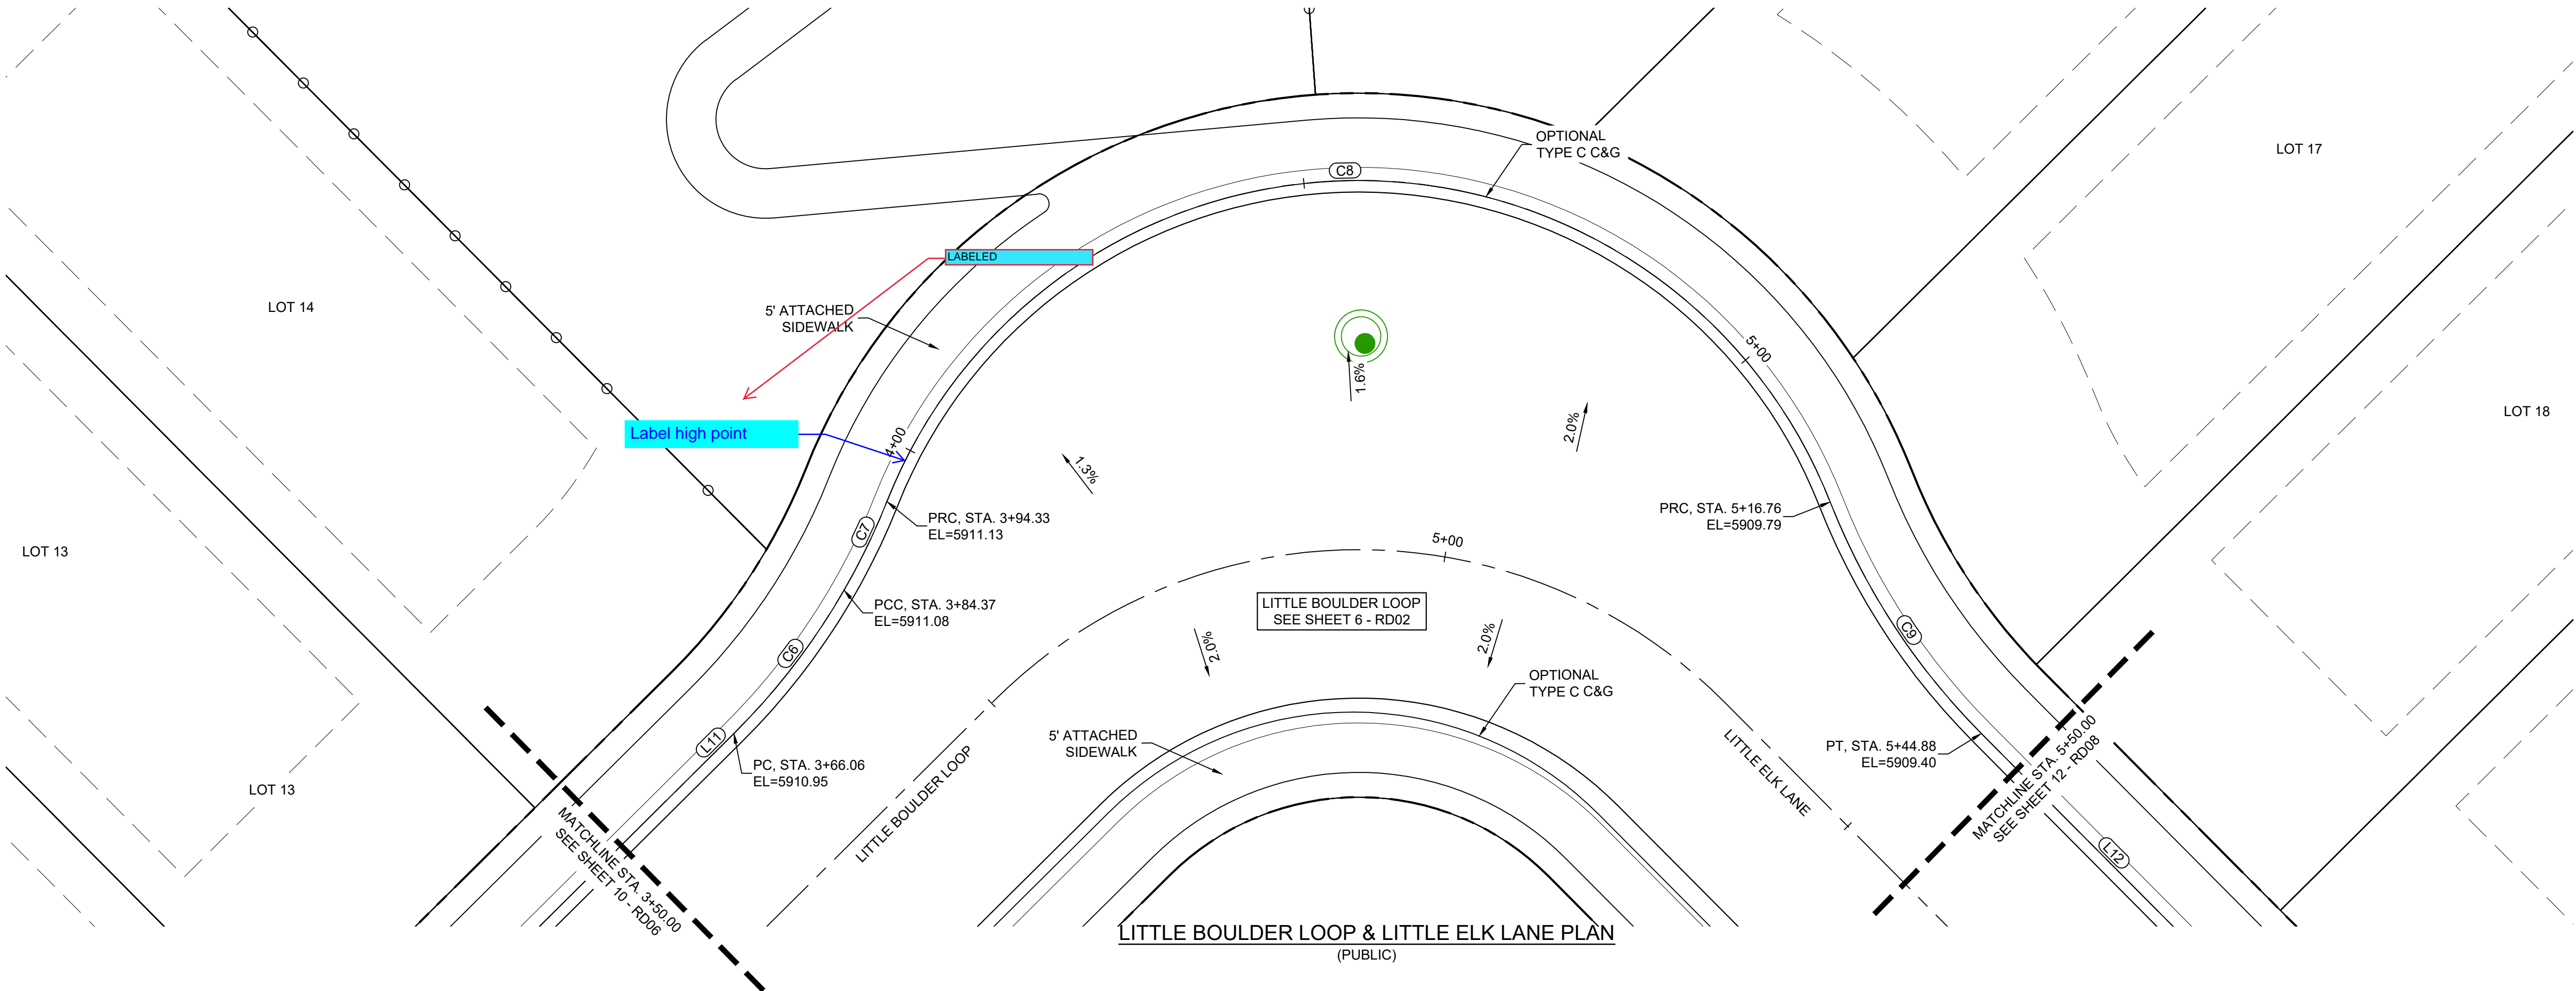 OPTIONAL
TYPE C C&G
LOT 17
C8
LABELED
LOT 14
5' ATTACHED
SIDEWALK
5+00
1.6%
LOT 18
2.0%
Label high point
4+00
1.3%
PRC, STA. 3+94.33
EL=5911.13
C7
PRC, STA. 5+16.76
EL=5909.79
LOT 13
5+00
PCC, STA. 3+84.37
EL=5911.08
LITTLE BOULDER LOOP
SEE SHEET 6 - RD02
C9
C6
2.0%
2.0%
OPTIONAL
TYPE C C&G
5' ATTACHED
SIDEWALK
L11
PC, STA. 3+66.06
EL=5910.95
LITTLE BOULDER LOOP
LITTLE ELK LANE
PT, STA. 5+44.88
EL=5909.40
MATCHLINE STA. 5+50.00
SEE SHEET 12 - RD08
LOT 13
MATCHLINE STA. 3+50.00
SEE SHEET 10 - RD06
L12
LITTLE BOULDER LOOP & LITTLE ELK LANE PLAN
(PUBLIC)